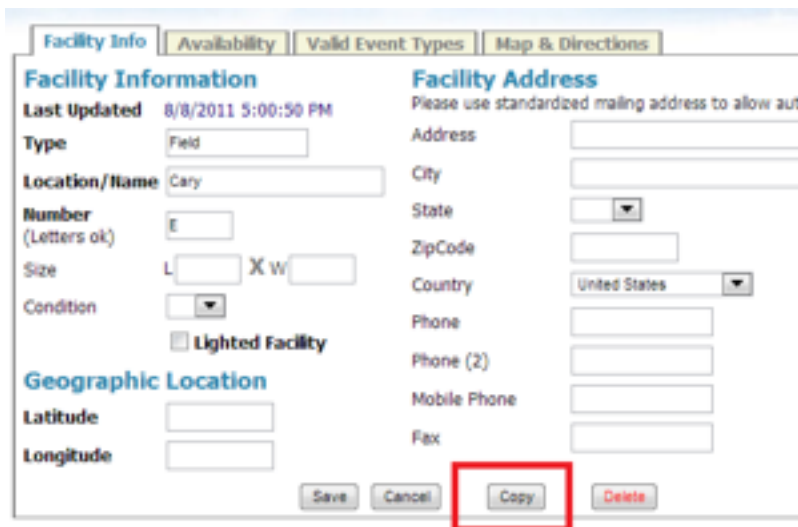 Facility Info Availability Valid Event Types Map & Directions
Facility Information
Last Updated 8/8/2011 5:00:50 PM
Type Field
Location/Name Cary
Number E
(Letters ok)
Size L X W
Condition
Lighted Facility
Geographic Location
Latitude
Longitude
Facility Address
Please use standardized mailing address to allow aut
Address
City
State
ZipCode
Country United States
Phone
Phone (2)
Mobile Phone
Fax
Save Cancel Copy Delete